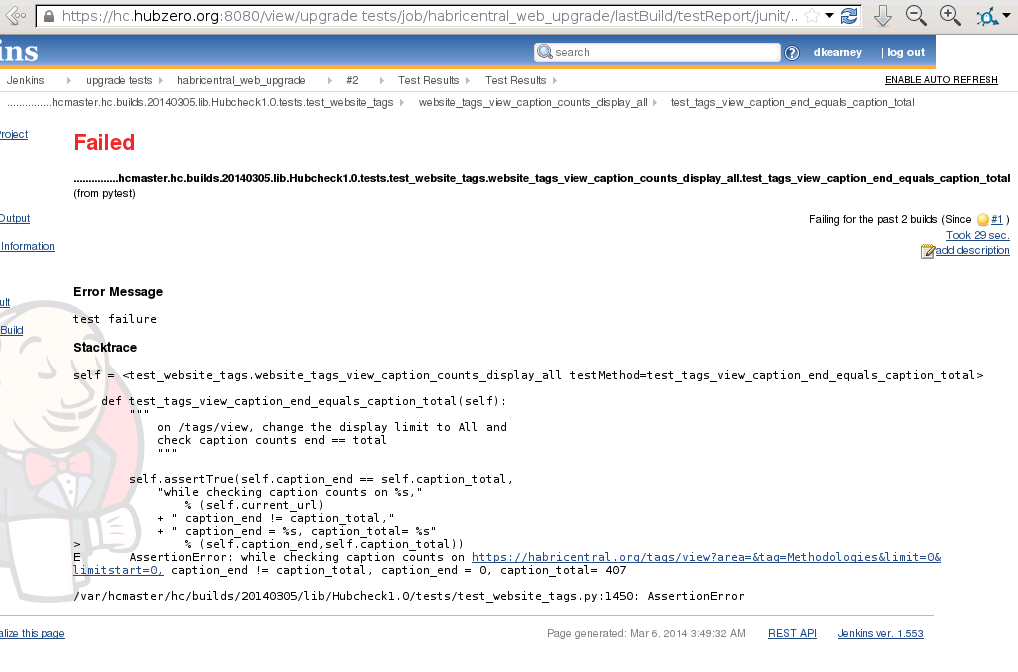 https://hc.hubzero.org:8080/view/upgrade tests/job/habricentral_web_upgrade/lastBuild/testReport/junit/..
ins
search
dkearney | log out
Jenkins upgrade tests habricentral_web_upgrade #2 Test Results Test Results
ENABLE AUTO REFRESH
...............hcmaster.hc.builds.20140305.lib.Hubcheck1.0.tests.test_website_tags website_tags_view_caption_counts_display_all test_tags_view_caption_end_equals_caption_total
Project
Failed
...............hcmaster.hc.builds.20140305.lib.Hubcheck1.0.tests.test_website_tags.website_tags_view_caption_counts_display_all.test_tags_view_caption_end_equals_caption_total
(from pytest)
Output
Failing for the past 2 builds (Since #1 )
Took 29 sec.
Information
add description
Error Message
ult
test failure
Build
Stacktrace
self = <test_website_tags.website_tags_view_caption_counts_display_all testMethod=test_tags_view_caption_end_equals_caption_total>
def test_tags_view_caption_end_equals_caption_total(self):
"""
on /tags/view, change the display limit to All and
check caption counts end == total
"""
self.assertTrue(self.caption_end == self.caption_total,
"while checking caption counts on %s,"
% (self.current_url)
+ " caption_end != caption_total,"
+ " caption_end = %s, caption_total= %s"
> % (self.caption_end,self.caption_total))
E AssertionError: while checking caption counts on https://habricentral.org/tags/view?area=&tag=Methodologies&limit=0&
limitstart=0, caption_end != caption_total, caption_end = 0, caption_total= 407
/var/hcmaster/hc/builds/20140305/lib/Hubcheck1.0/tests/test_website_tags.py:1450: AssertionError
alize this page
Page generated: Mar 6, 2014 3:49:32 AM REST API Jenkins ver. 1.553